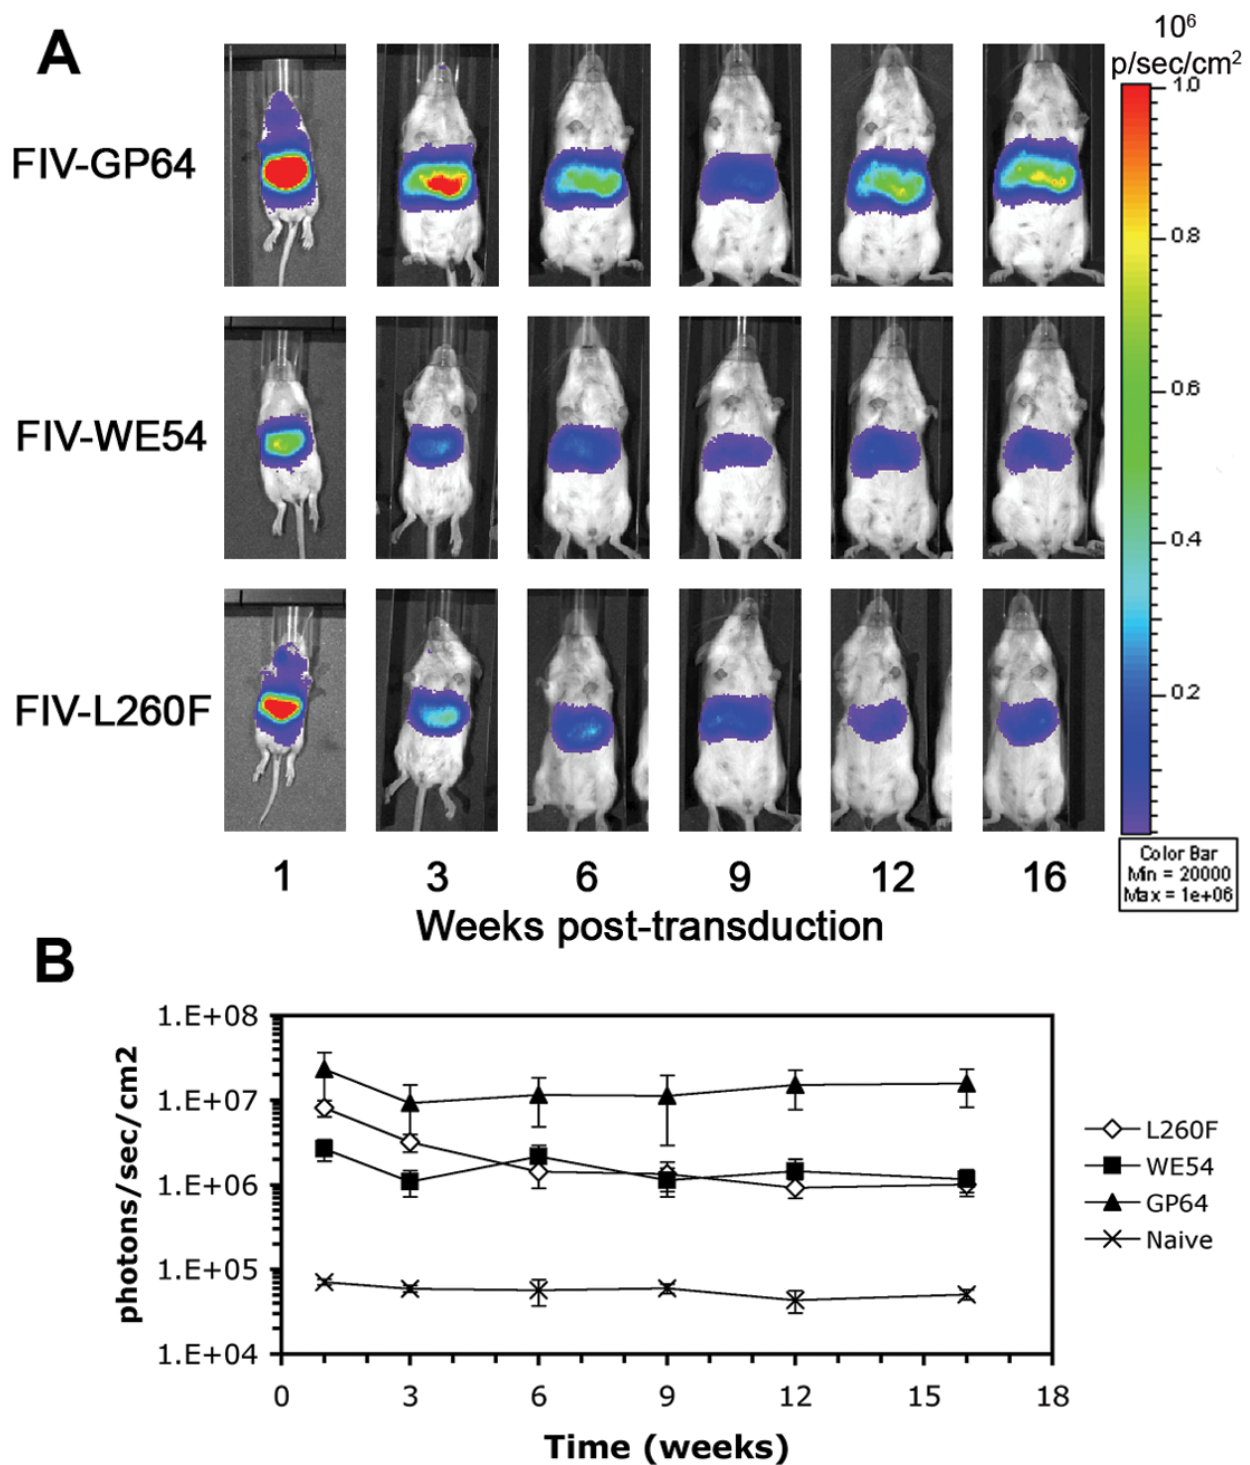 A
10⁶
p/sec/cm²
FIV-GP64
FIV-WE54
FIV-L260F
1.0
0.8
0.6
0.4
0.2
Color Bar
Min = 20000
Max = 1e+06
1 3 6 9 12 16
Weeks post-transduction
B
photons/sec/cm2
1.E+08
1.E+07
1.E+06
1.E+05
1.E+04
0 3 6 9 12 15 18
Time (weeks)
L260F
WE54
GP64
Naive